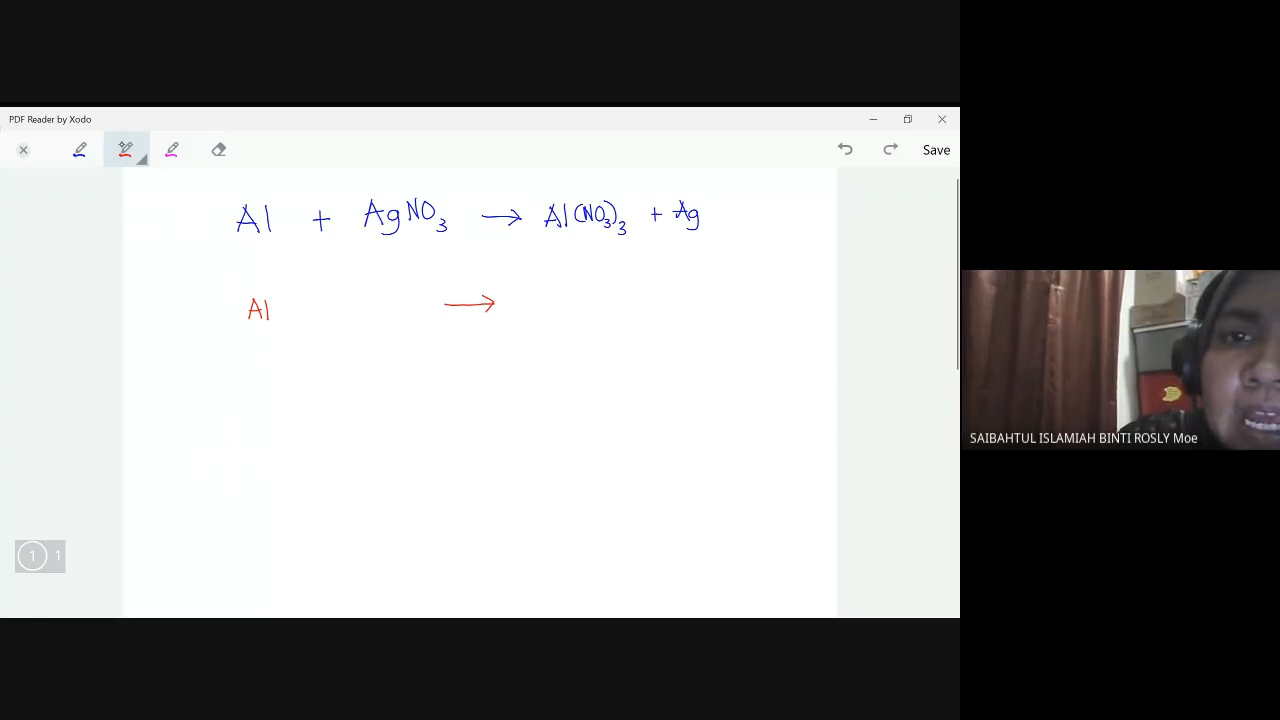 PDF Reader by Xodo
Save
Al + AgNO3 → Al(NO3)3 + Ag
Al →
SAIBAHTUL ISLAMIAH BINTI ROSLY Moe
1 1